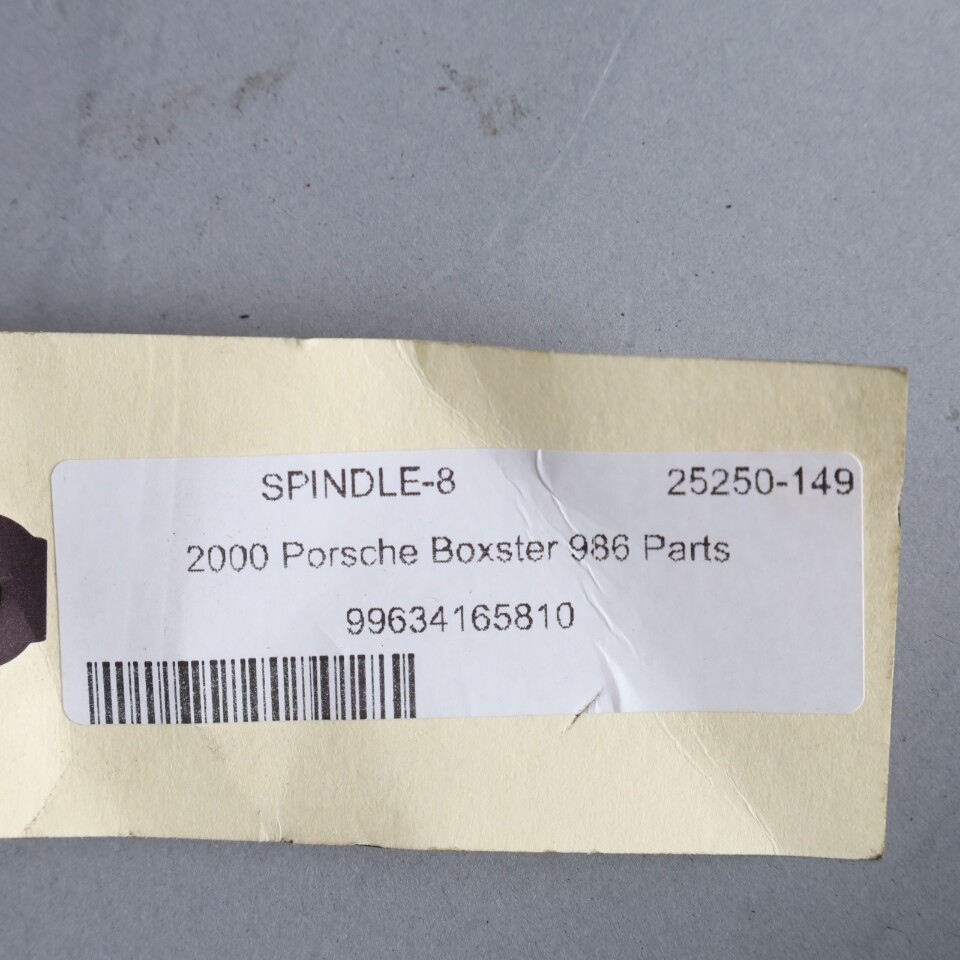 SPINDLE-8 25250-149
2000 Porsche Boxster 986 Parts
99634165810